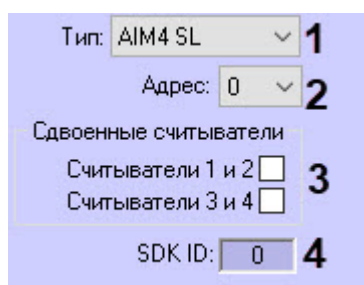 Тип: AIM4 SL 1
Адрес: 0 2
Сдвоенные считыватели
Считыватели 1 и 2 3
Считыватели 3 и 4
SDK ID: 0 4